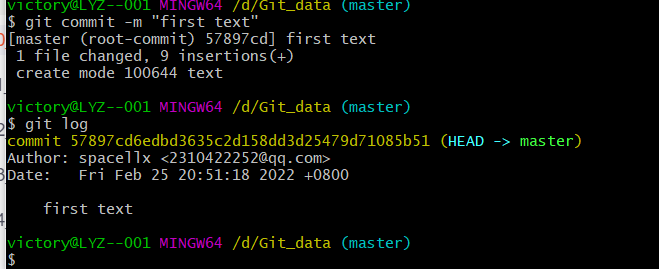 victory@LYZ--001 MINGW64 /d/Git_data (master)
$ git commit -m "first text"
[master (root-commit) 57897cd] first text
 1 file changed, 9 insertions(+)
 create mode 100644 text

victory@LYZ--001 MINGW64 /d/Git_data (master)
$ git log
commit 57897cd6edbd3635c2d158dd3d25479d71085b51 (HEAD -> master)
Author: spacellx <2310422252@qq.com>
Date:   Fri Feb 25 20:51:18 2022 +0800

    first text

victory@LYZ--001 MINGW64 /d/Git_data (master)
$